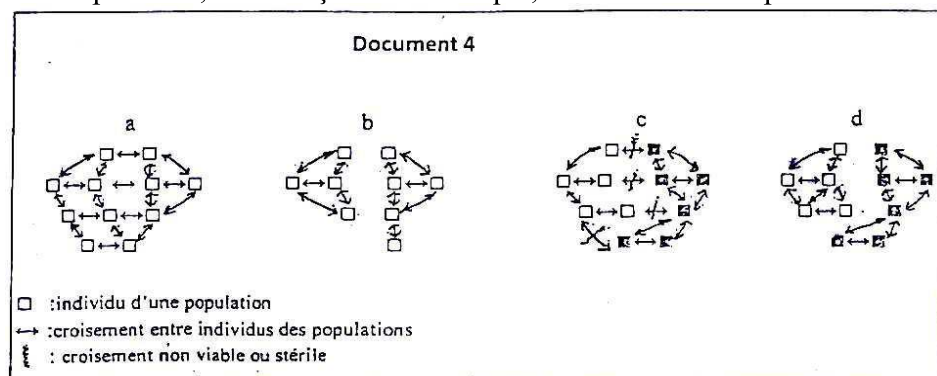 Document 4
a b c d
□ :individu d'une population
↔ :croisement entre individus des populations
: croisement non viable ou stérile